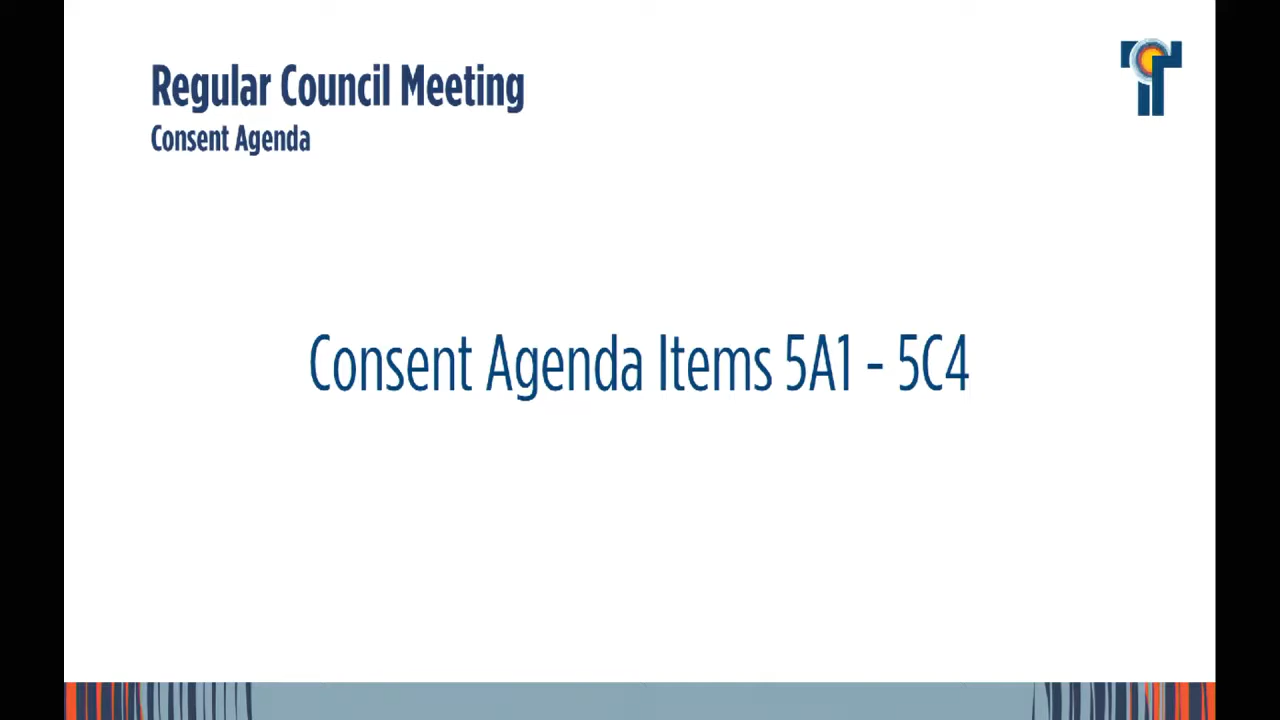 Regular Council Meeting
Consent Agenda
Consent Agenda Items 5A1 - 5C4